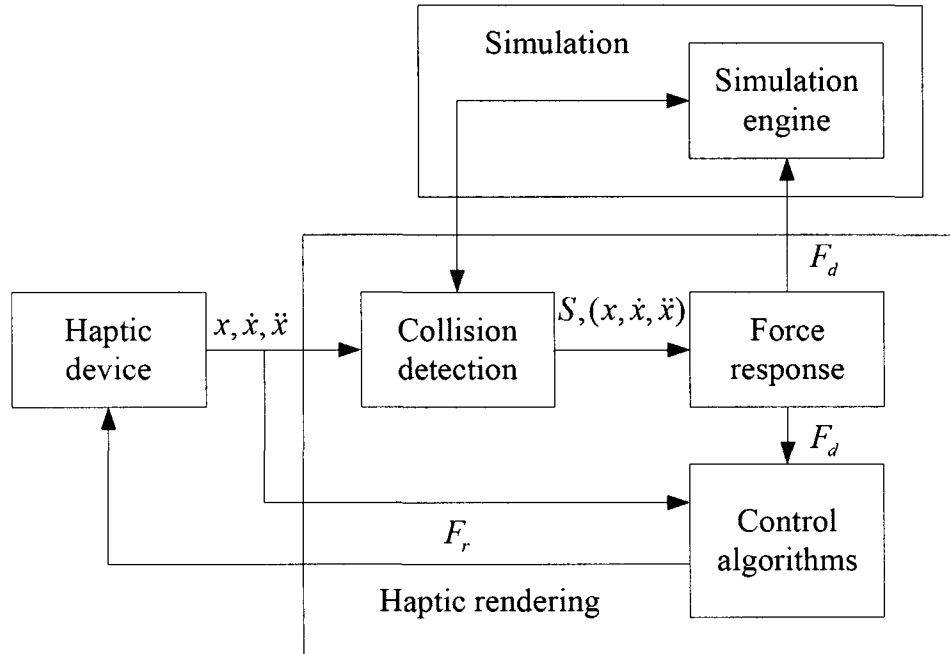 Simulation
Simulation
engine
F_d
Haptic
device
x, ẋ, ẍ
Collision
detection
S, (x, ẋ, ẍ)
Force
response
F_d
F_r
Control
algorithms
Haptic rendering